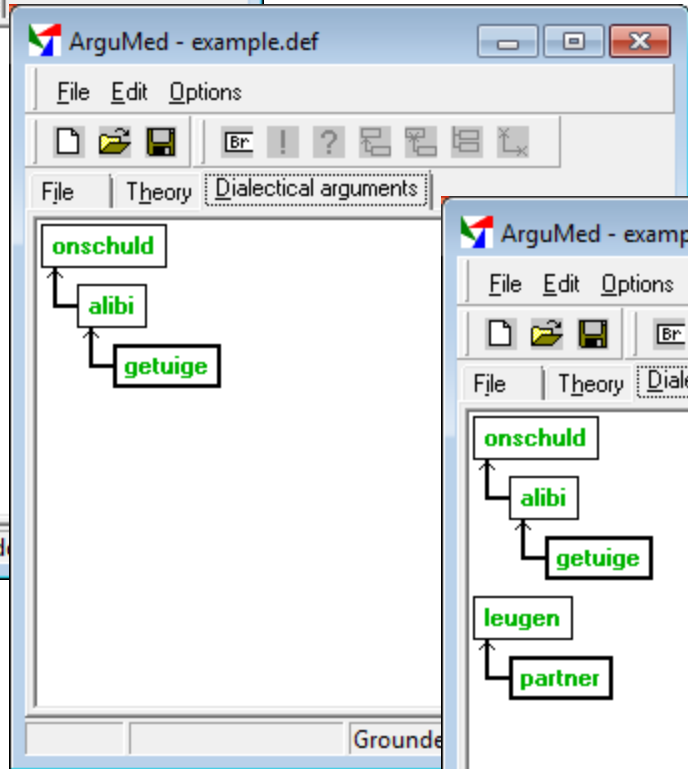 ArguMed - example.def
File Edit Options
Br ! ?
File Theory Dialectical arguments
onschuld
alibi
getuige
Grounde
ArguMed - examp
File Edit Options
Br
File Theory Diale
onschuld
alibi
getuige
leugen
partner